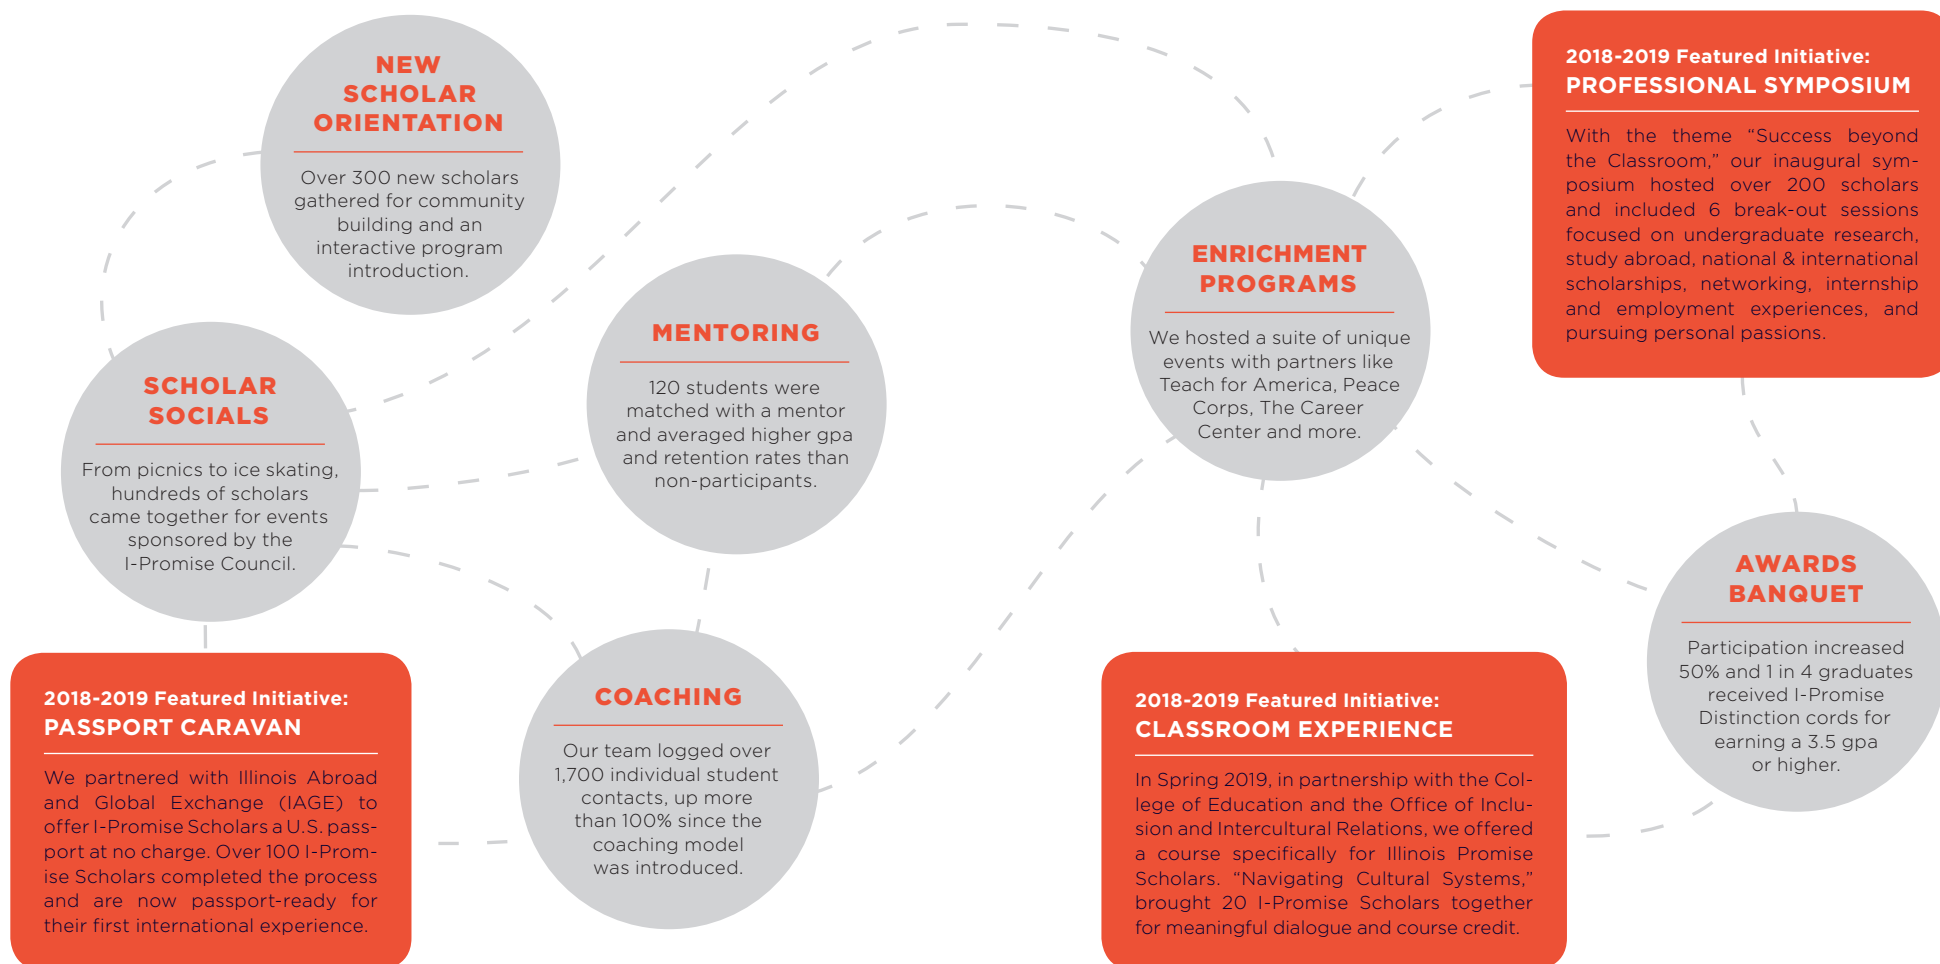 NEW
SCHOLAR
ORIENTATION
Over 300 new scholars
gathered for community
building and an
interactive program
introduction.
SCHOLAR
SOCIALS
From picnics to ice skating,
hundreds of scholars
came together for events
sponsored by the
I-Promise Council.
2018-2019 Featured Initiative:
PASSPORT CARAVAN
We partnered with Illinois Abroad
and Global Exchange (IAGE) to
offer I-Promise Scholars a U.S. pass-
port at no charge. Over 100 I-Prom-
ise Scholars completed the process
and are now passport-ready for
their first international experience.
MENTORING
120 students were
matched with a mentor
and averaged higher gpa
and retention rates than
non-participants.
COACHING
Our team logged over
1,700 individual student
contacts, up more
than 100% since the
coaching model
was introduced.
ENRICHMENT
PROGRAMS
We hosted a suite of unique
events with partners like
Teach for America, Peace
Corps, The Career
Center and more.
2018-2019 Featured Initiative:
CLASSROOM EXPERIENCE
In Spring 2019, in partnership with the Col-
lege of Education and the Office of Inclu-
sion and Intercultural Relations, we offered
a course specifically for Illinois Promise
Scholars. “Navigating Cultural Systems,”
brought 20 I-Promise Scholars together
for meaningful dialogue and course credit.
2018-2019 Featured Initiative:
PROFESSIONAL SYMPOSIUM
With the theme “Success beyond
the Classroom,” our inaugural sym-
posium hosted over 200 scholars
and included 6 break-out sessions
focused on undergraduate research,
study abroad, national & international
scholarships, networking, internship
and employment experiences, and
pursuing personal passions.
AWARDS
BANQUET
Participation increased
50% and 1 in 4 graduates
received I-Promise
Distinction cords for
earning a 3.5 gpa
or higher.